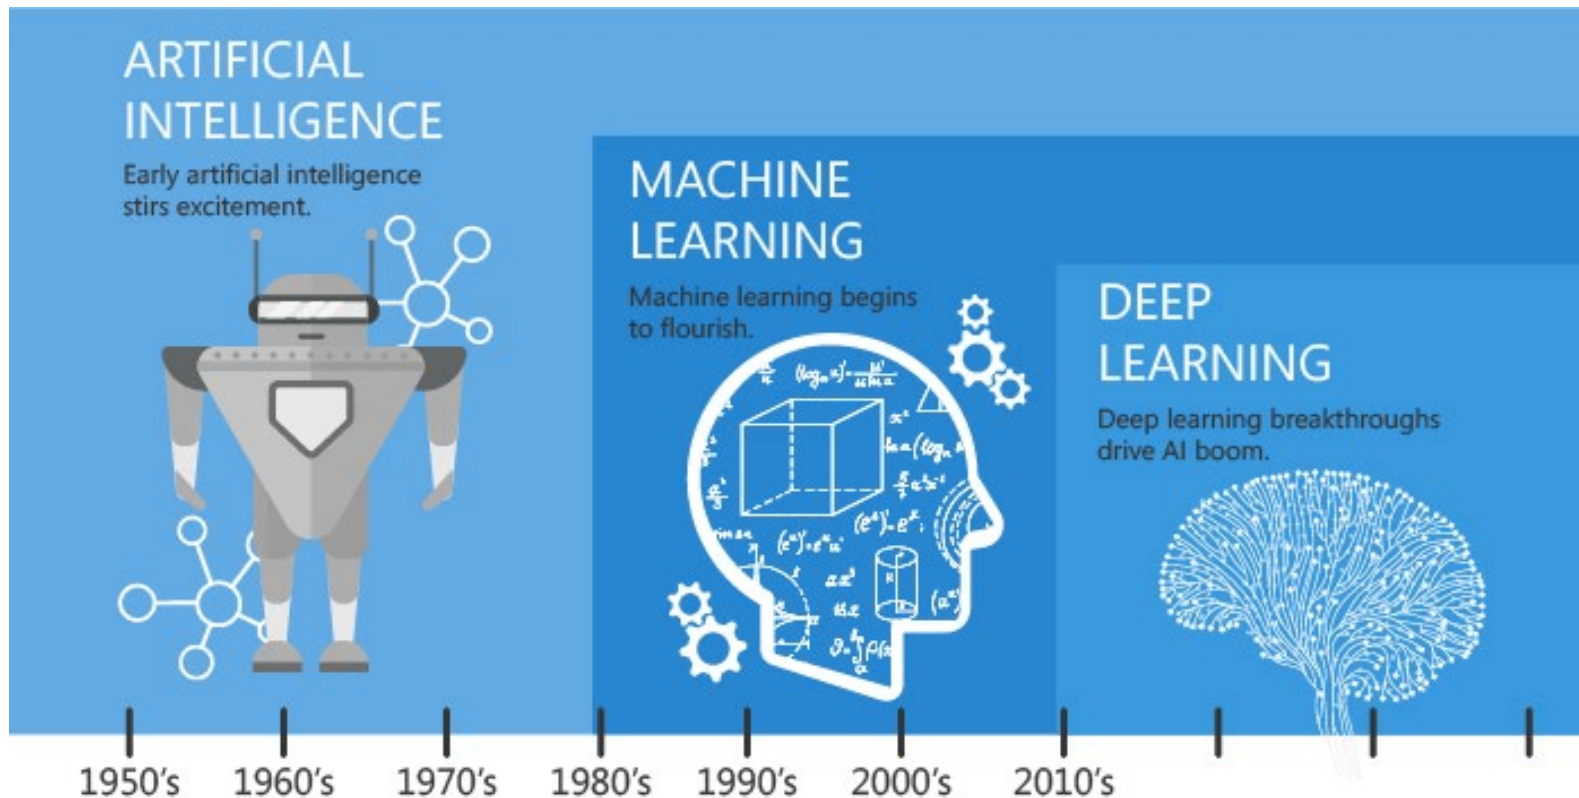 ARTIFICIAL
INTELLIGENCE
Early artificial intelligence
stirs excitement.
MACHINE
LEARNING
Machine learning begins
to flourish.
DEEP
LEARNING
Deep learning breakthroughs
drive AI boom.
1950's 1960's 1970's 1980's 1990's 2000's 2010's